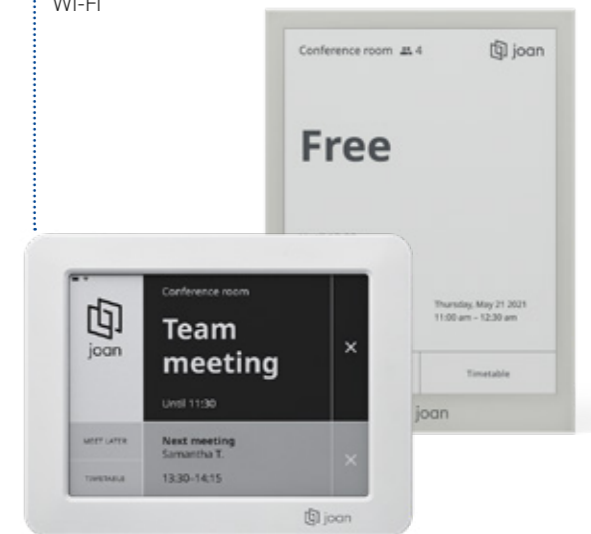 Wi-Fi
Conference room 4
joan
Free
Thursday, May 21 2021
11:00 am – 12:30 am
Timetable
joan
joan
Conference room
Team
meeting
Until 11:30
MEET LATER
TIMETABLE
Next meeting
Samantha T.
13:30–14:15
joan